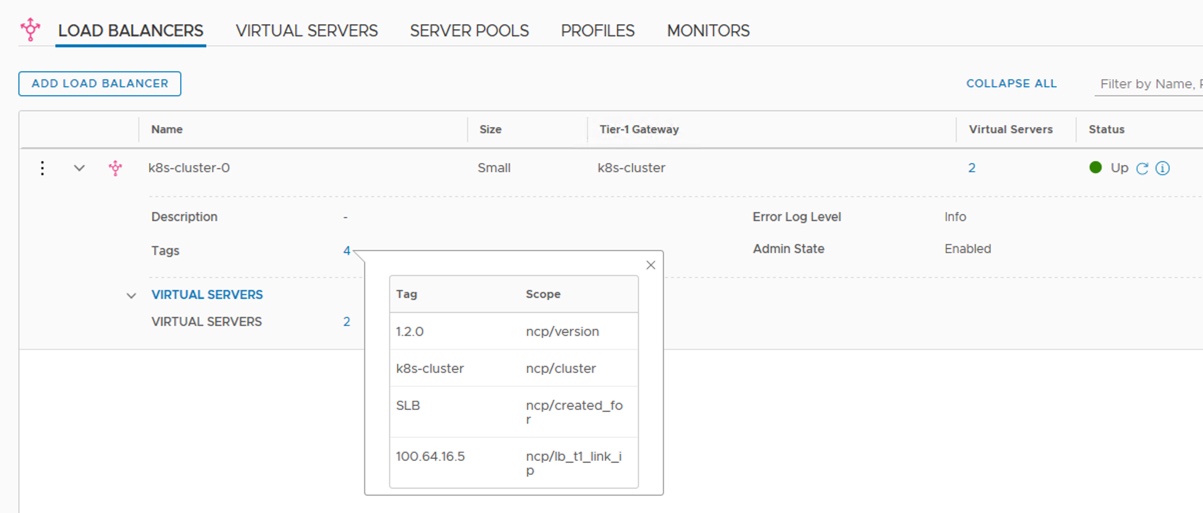 LOAD BALANCERS VIRTUAL SERVERS SERVER POOLS PROFILES MONITORS
ADD LOAD BALANCER COLLAPSE ALL Filter by Name,
Name Size Tier-1 Gateway Virtual Servers Status
k8s-cluster-0 Small k8s-cluster 2 Up
Description - Error Log Level Info
Tags 4 Admin State Enabled
VIRTUAL SERVERS
VIRTUAL SERVERS 2
Tag Scope
1.2.0 ncp/version
k8s-cluster ncp/cluster
SLB ncp/created_fo
r
100.64.16.5 ncp/lb_t1_link_i
p